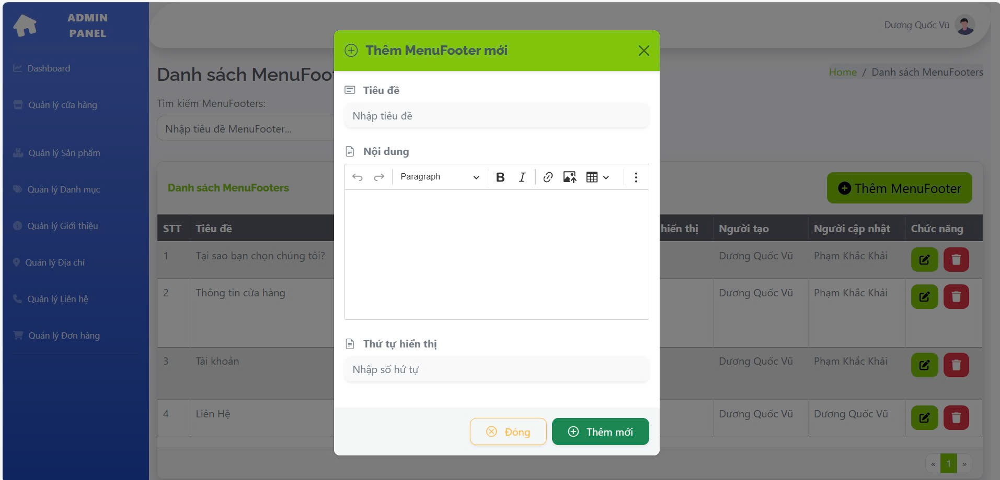 ADMIN
PANEL
Dashboard
Quản lý cửa hàng
Quản lý Sản phẩm
Quản lý Danh mục
Quản lý Giới thiệu
Quản lý Địa chỉ
Quản lý Liên hệ
Quản lý Đơn hàng
Dương Quốc Vũ
Danh sách MenuFoot
Home / Danh sách MenuFooters
Tìm kiếm MenuFooters:
Nhập tiêu đề MenuFooter...
Danh sách MenuFooters
Thêm MenuFooter
STT Tiêu đề hiển thị Người tạo Người cập nhật Chức năng
1 Tại sao bạn chọn chúng tôi? Dương Quốc Vũ Phạm Khắc Khải
2 Thông tin cửa hàng Dương Quốc Vũ Phạm Khắc Khải
3 Tài khoản Dương Quốc Vũ Phạm Khắc Khải
4 Liên Hệ Dương Quốc Vũ Dương Quốc Vũ
« 1 »
Thêm MenuFooter mới
Tiêu đề
Nhập tiêu đề
Nội dung
Paragraph B I
Thứ tự hiển thị
Nhập số hứ tự
Đóng Thêm mới